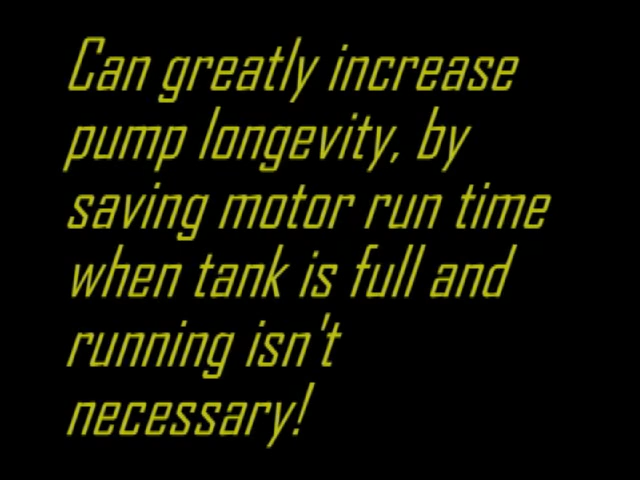 Can greatly increase
pump longevity, by
saving motor run time
when tank is full and
running isn't
necessary!